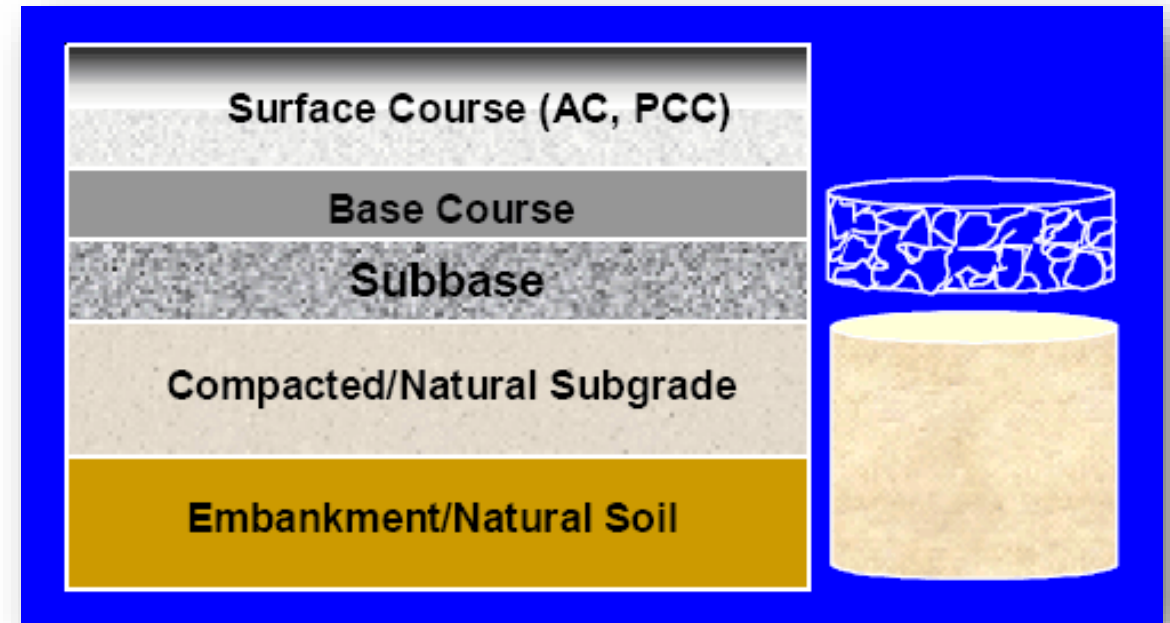 Surface Course (AC, PCC)
Base Course
Subbase
Compacted/Natural Subgrade
Embankment/Natural Soil